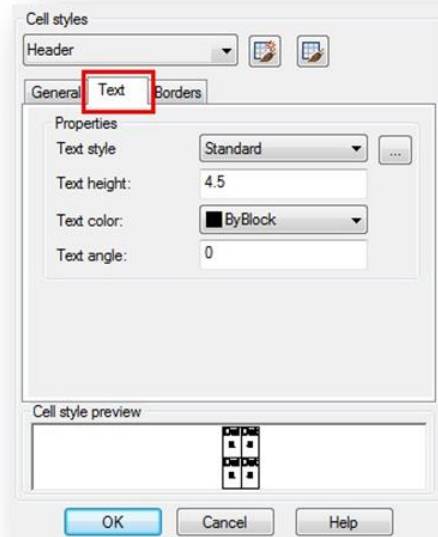 Cell styles
Header
General Text Borders
Properties
Text style Standard ...
Text height: 4.5
Text color: ByBlock
Text angle: 0
Cell style preview
OK Cancel Help